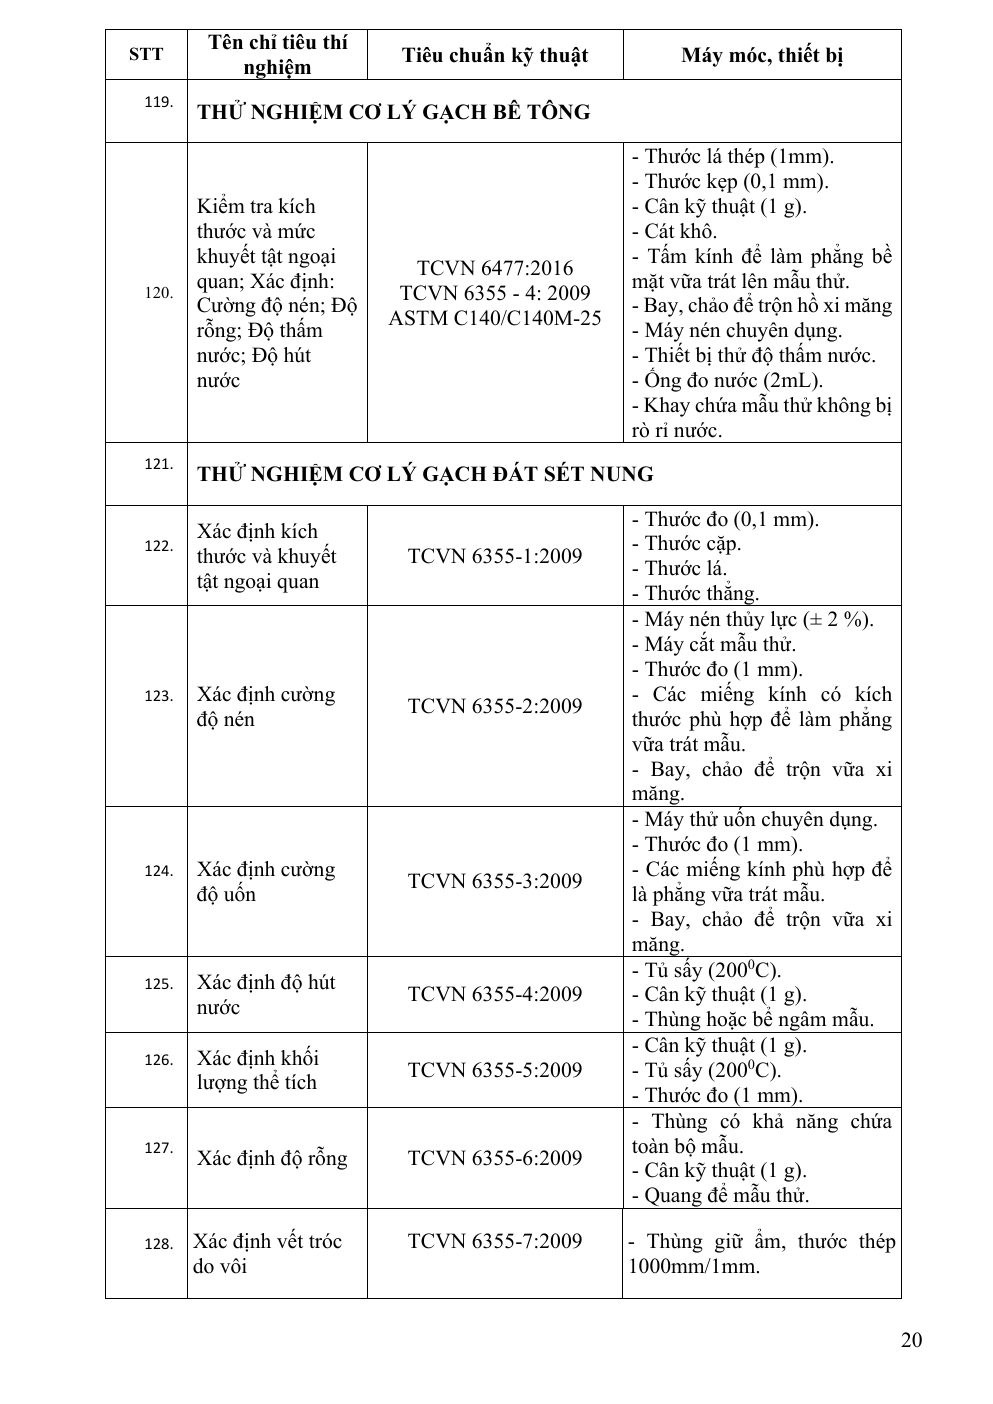 STT
Tên chỉ tiêu thí
nghiệm
Tiêu chuẩn kỹ thuật
Máy móc, thiết bị
119.
THỬ NGHIỆM CƠ LÝ GẠCH BÊ TÔNG
120.
Kiểm tra kích
thước và mức
khuyết tật ngoại
quan; Xác định:
Cường độ nén; Độ
rỗng; Độ thấm
nước; Độ hút
nước
TCVN 6477:2016
TCVN 6355 - 4: 2009
ASTM C140/C140M-25
- Thước lá thép (1mm).
- Thước kẹp (0,1 mm).
- Cân kỹ thuật (1 g).
- Cát khô.
- Tấm kính để làm phẳng bề
mặt vữa trát lên mẫu thử.
- Bay, chảo để trộn hồ xi măng
- Máy nén chuyên dụng.
- Thiết bị thử độ thấm nước.
- Ống đo nước (2mL).
- Khay chứa mẫu thử không bị
rò rỉ nước.
121.
THỬ NGHIỆM CƠ LÝ GẠCH ĐÁT SÉT NUNG
122.
Xác định kích
thước và khuyết
tật ngoại quan
TCVN 6355-1:2009
- Thước đo (0,1 mm).
- Thước cặp.
- Thước lá.
- Thước thẳng.
123.
Xác định cường
độ nén
TCVN 6355-2:2009
- Máy nén thủy lực (± 2 %).
- Máy cắt mẫu thử.
- Thước đo (1 mm).
- Các miếng kính có kích
thước phù hợp để làm phẳng
vữa trát mẫu.
- Bay, chảo để trộn vữa xi
măng.
124.
Xác định cường
độ uốn
TCVN 6355-3:2009
- Máy thử uốn chuyên dụng.
- Thước đo (1 mm).
- Các miếng kính phù hợp để
là phẳng vữa trát mẫu.
- Bay, chảo để trộn vữa xi
măng.
125.
Xác định độ hút
nước
TCVN 6355-4:2009
- Tủ sấy (200⁰C).
- Cân kỹ thuật (1 g).
- Thùng hoặc bể ngâm mẫu.
126.
Xác định khối
lượng thể tích
TCVN 6355-5:2009
- Cân kỹ thuật (1 g).
- Tủ sấy (200⁰C).
- Thước đo (1 mm).
127.
Xác định độ rỗng
TCVN 6355-6:2009
- Thùng có khả năng chứa
toàn bộ mẫu.
- Cân kỹ thuật (1 g).
- Quang để mẫu thử.
128.
Xác định vết tróc
do vôi
TCVN 6355-7:2009
- Thùng giữ ẩm, thước thép
1000mm/1mm.
20